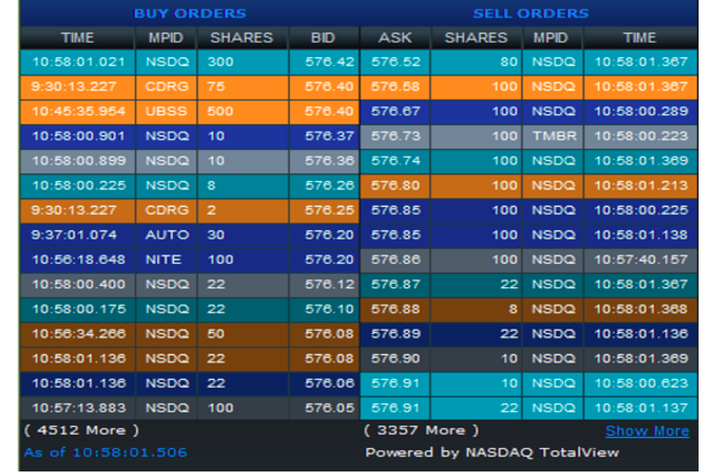 BUY ORDERS SELL ORDERS
TIME MPID SHARES BID ASK SHARES MPID TIME
10:58:01.021 NSDQ 300 576.42 576.52 80 NSDQ 10:58:01.367
9:30:13.227 CDRG 75 576.40 576.58 100 NSDQ 10:58:01.367
10:45:35.954 UBSS 500 576.40 576.67 100 NSDQ 10:58:00.289
10:58:00.901 NSDQ 10 576.37 576.73 100 TMBR 10:58:00.223
10:58:00.899 NSDQ 10 576.36 576.74 100 NSDQ 10:58:01.369
10:58:00.225 NSDQ 8 576.26 576.80 100 NSDQ 10:58:01.213
9:30:13.227 CDRG 2 576.25 576.85 100 NSDQ 10:58:00.225
9:37:01.074 AUTO 30 576.20 576.85 100 NSDQ 10:58:01.138
10:56:18.648 NITE 100 576.20 576.86 100 NSDQ 10:57:40.157
10:58:00.400 NSDQ 22 576.12 576.87 22 NSDQ 10:58:01.367
10:58:00.175 NSDQ 22 576.10 576.88 8 NSDQ 10:58:01.368
10:56:34.266 NSDQ 50 576.08 576.89 22 NSDQ 10:58:01.136
10:58:01.136 NSDQ 22 576.08 576.90 10 NSDQ 10:58:01.369
10:58:01.136 NSDQ 22 576.06 576.91 10 NSDQ 10:58:00.623
10:57:13.883 NSDQ 100 576.05 576.91 22 NSDQ 10:58:01.137
( 4512 More ) ( 3357 More ) Show More
As of 10:58:01.506 Powered by NASDAQ TotalView